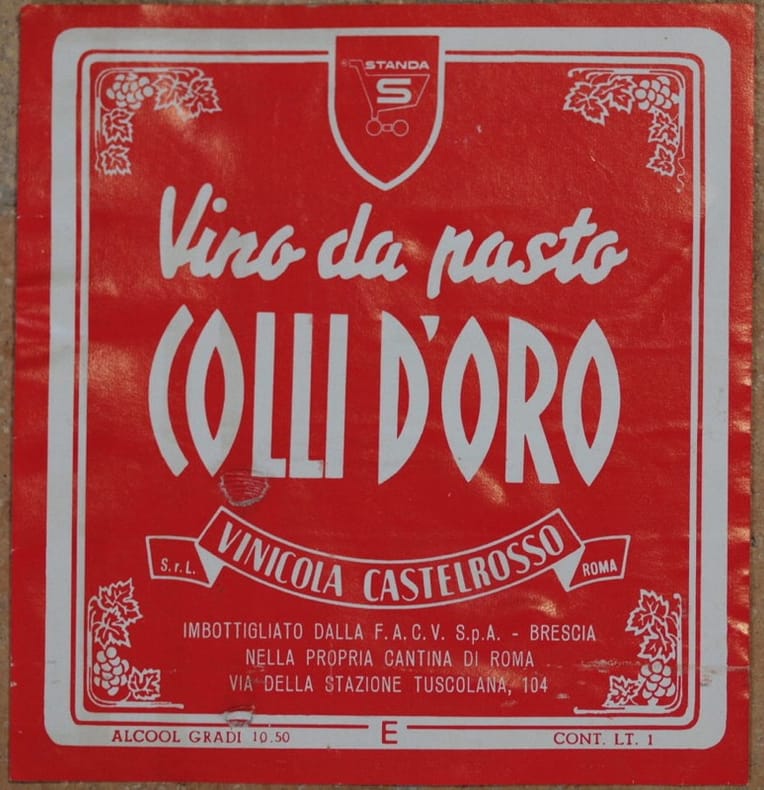 ® STANDA
S
Vino da pasto
COLLI D'ORO
S.r.L. VINICOLA CASTELROSSO ROMA
IMBOTTIGLIATO DALLA F.A.C.V. S.p.A. - BRESCIA
NELLA PROPRIA CANTINA DI ROMA
VIA DELLA STAZIONE TUSCOLANA, 104
ALCOOL GRADI 10.50 E CONT. LT. 1